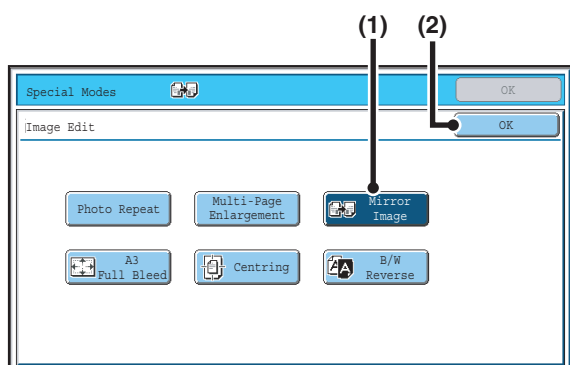 (1) (2)
Special Modes OK
Image Edit OK
Photo Repeat
Multi-Page
Enlargement
Mirror
Image
A3
Full Bleed
Centring
B/W
Reverse